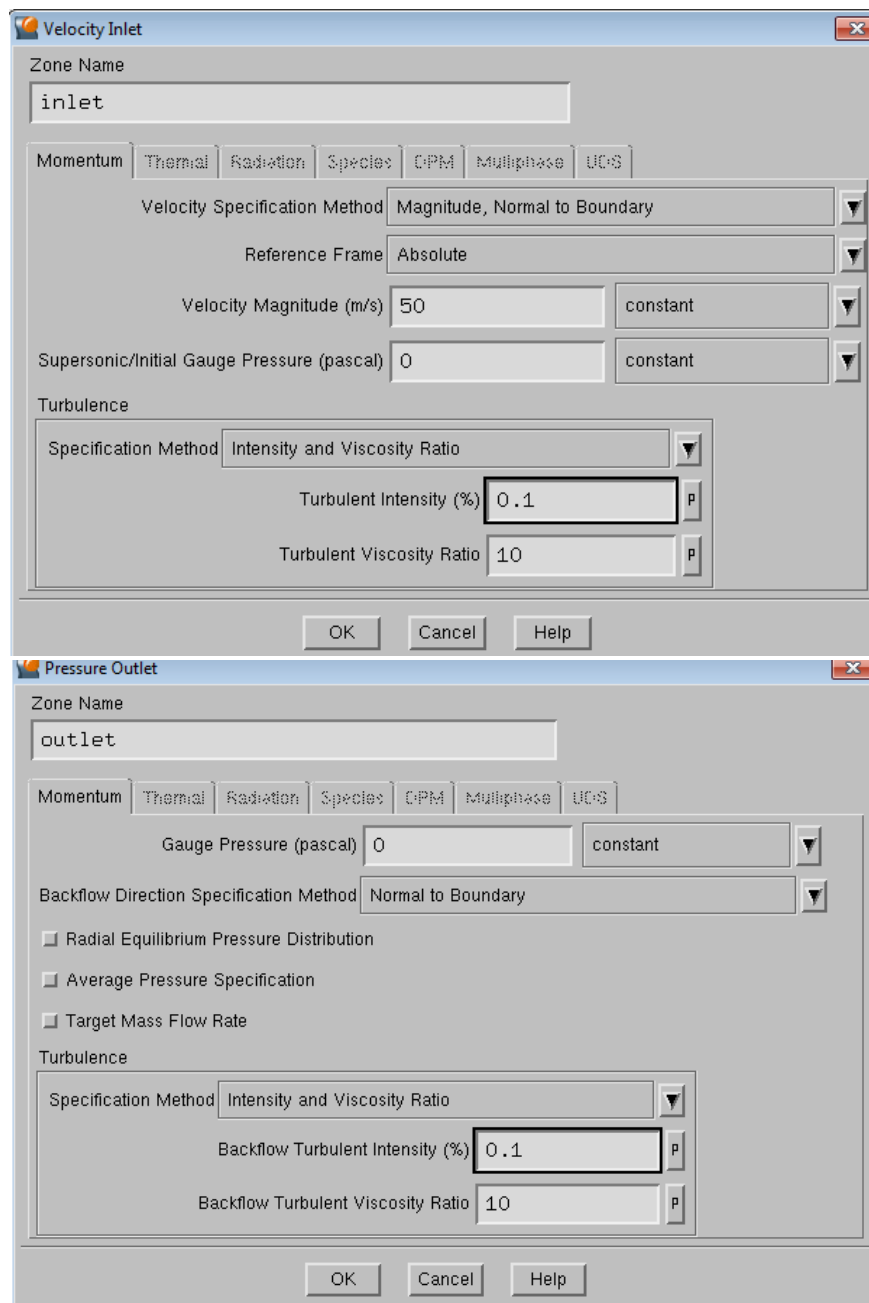 Velocity Inlet
Zone Name
inlet
Momentum Thermal Radiation Species DPM Multiphase UDS
Velocity Specification Method Magnitude, Normal to Boundary
Reference Frame Absolute
Velocity Magnitude (m/s) 50 constant
Supersonic/Initial Gauge Pressure (pascal) 0 constant
Turbulence
Specification Method Intensity and Viscosity Ratio
Turbulent Intensity (%) 0.1 P
Turbulent Viscosity Ratio 10 P
OK Cancel Help
Pressure Outlet
Zone Name
outlet
Momentum Thermal Radiation Species DPM Multiphase UDS
Gauge Pressure (pascal) 0 constant
Backflow Direction Specification Method Normal to Boundary
Radial Equilibrium Pressure Distribution
Average Pressure Specification
Target Mass Flow Rate
Turbulence
Specification Method Intensity and Viscosity Ratio
Backflow Turbulent Intensity (%) 0.1 P
Backflow Turbulent Viscosity Ratio 10 P
OK Cancel Help